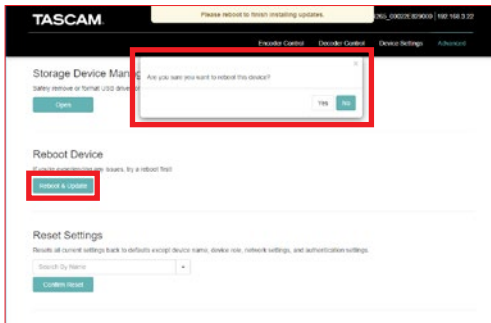 TASCAM
Please reboot to finish installing updates.
192.168.3.22
Encoder Control Decoder Control Device Settings Advanced
Storage Device Manag
Safely remove or format USB drive
Are you sure you want to reboot this device?
×
Open
Yes No
Reboot Device
If you're experiencing any issues, try a reboot first!
Reboot & Update
Reset Settings
Resets all current settings back to defaults except device name, device role, network settings, and authentication settings.
Search By Name
Confirm Reset